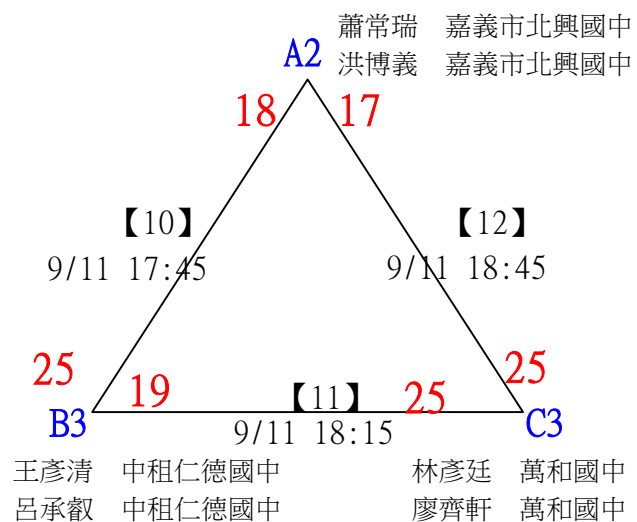 蕭常瑞 嘉義市北興國中
A2 洪博義 嘉義市北興國中
18 17
【10】 【12】
9/11 17:45 9/11 18:45
25 25
19 【11】 25
B3 9/11 18:15 C3
王彥清 中租仁德國中 林彥廷 萬和國中
呂承叡 中租仁德國中 廖齊軒 萬和國中